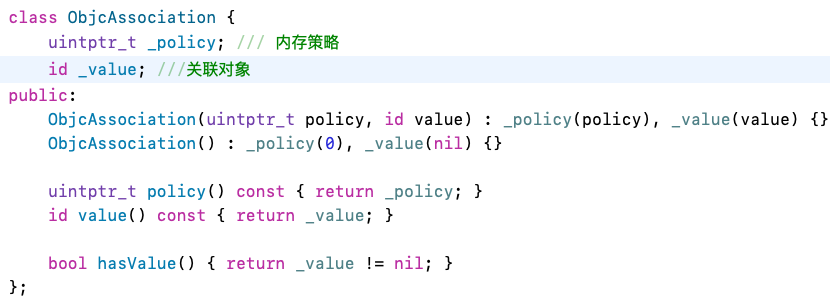 class ObjcAssociation {
    uintptr_t _policy; /// 内存策略
    id _value; ///关联对象
public:
    ObjcAssociation(uintptr_t policy, id value) : _policy(policy), _value(value) {}
    ObjcAssociation() : _policy(0), _value(nil) {}

    uintptr_t policy() const { return _policy; }
    id value() const { return _value; }

    bool hasValue() { return _value != nil; }
};